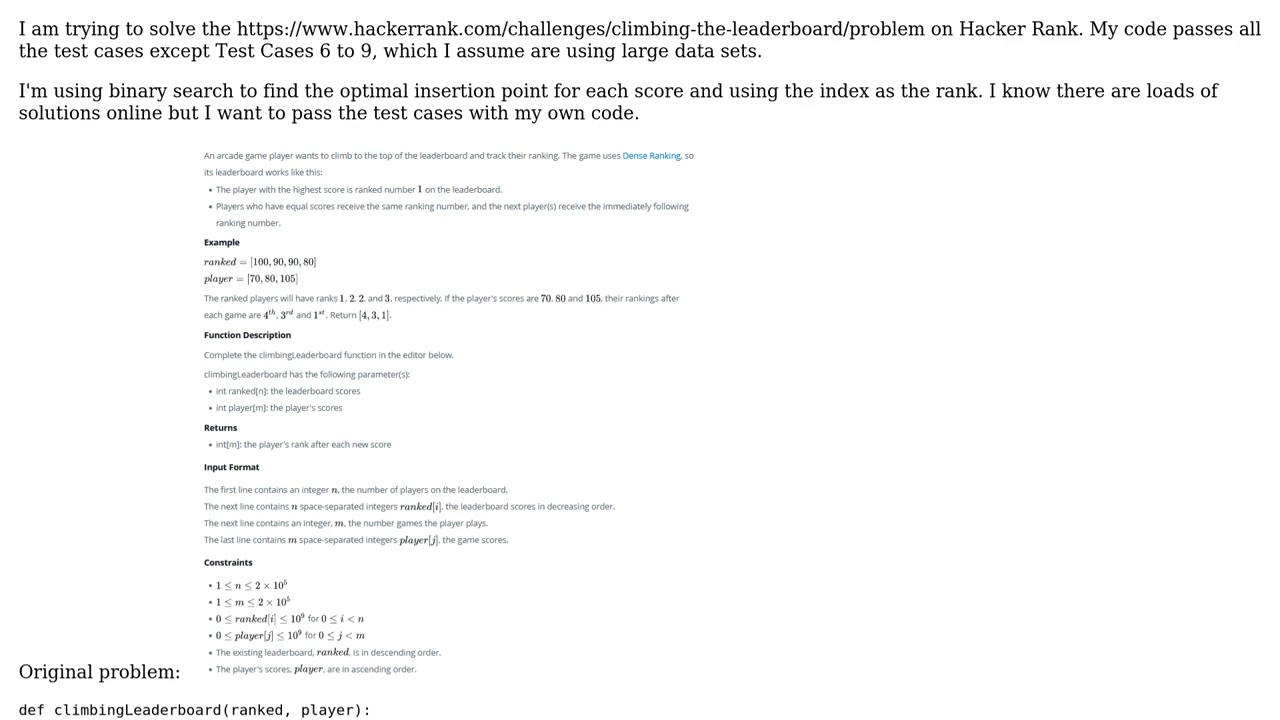 I am trying to solve the https://www.hackerrank.com/challenges/climbing-the-leaderboard/problem on Hacker Rank. My code passes all
the test cases except Test Cases 6 to 9, which I assume are using large data sets.
I'm using binary search to find the optimal insertion point for each score and using the index as the rank. I know there are loads of
solutions online but I want to pass the test cases with my own code.
An arcade game player wants to climb to the top of the leaderboard and track their ranking. The game uses Dense Ranking, so
its leaderboard works like this:
• The player with the highest score is ranked number 1 on the leaderboard.
• Players who have equal scores receive the same ranking number, and the next player(s) receive the immediately following
ranking number.
Example
ranked = [100, 90, 90, 80]
player = [70, 80, 105]
The ranked players will have ranks 1, 2, 2, and 3, respectively. If the player's scores are 70, 80 and 105, their rankings after
each game are 4th, 3rd and 1st. Return [4, 3, 1].
Function Description
Complete the climbingLeaderboard function in the editor below.
climbingLeaderboard has the following parameter(s):
• int ranked[n]: the leaderboard scores
• int player[m]: the player's scores
Returns
• int[m]: the player's rank after each new score
Input Format
The first line contains an integer n, the number of players on the leaderboard.
The next line contains n space-separated integers ranked[i], the leaderboard scores in decreasing order.
The next line contains an integer, m, the number games the player plays.
The last line contains m space-separated integers player[j], the game scores.
Constraints
• 1 ≤ n ≤ 2 × 10⁵
• 1 ≤ m ≤ 2 × 10⁵
• 0 ≤ ranked[i] ≤ 10⁹ for 0 ≤ i < n
• 0 ≤ player[j] ≤ 10⁹ for 0 ≤ j < m
• The existing leaderboard, ranked, is in descending order.
• The player's scores, player, are in ascending order.
Original problem:
def climbingLeaderboard(ranked, player):